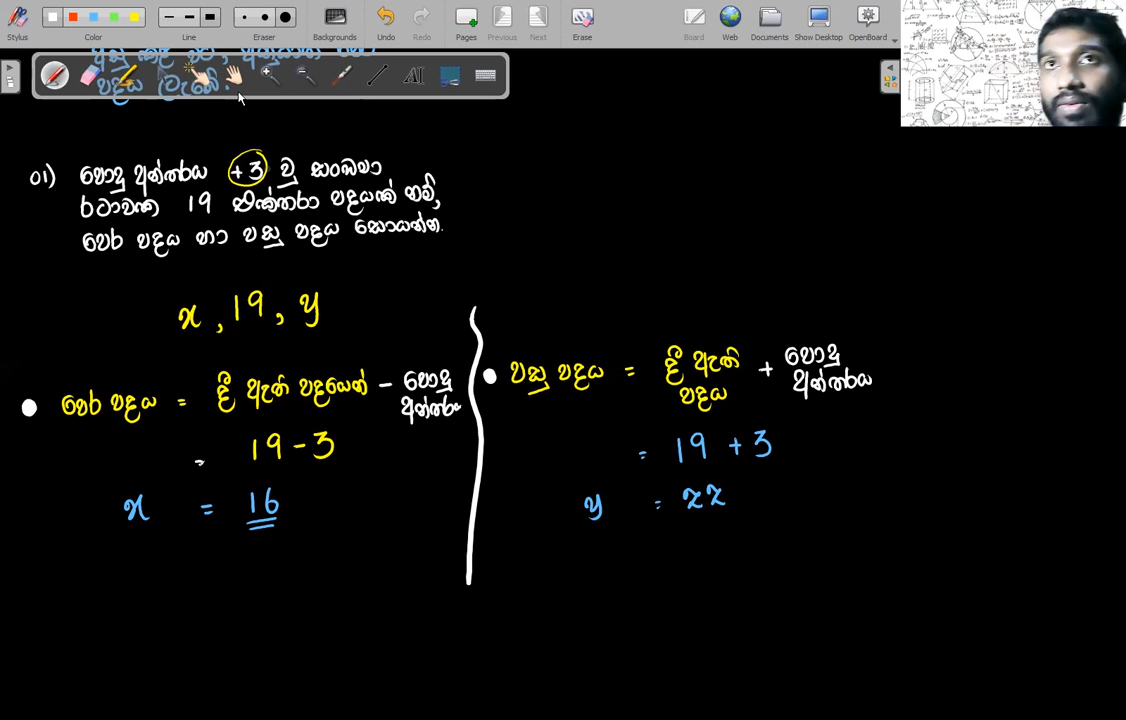 Stylus
Color
Line
Eraser
Backgrounds
Undo
Redo
Pages
Previous
Next
Erase
Board
Web
Documents
Show Desktop
OpenBoard
01) පොදු අන්තරය +3 වූ සංඛ්‍යා
රටාවක 19 එක්තරා පදයක් නම්,
පෙර පදය හා පසු පදය සොයන්න.
x , 19 , y
පෙර පදය = දී ඇති පදයෙන් - පොදු අන්තරය
= 19 - 3
x = 16
පසු පදය = දී ඇති පදය + පොදු අන්තරය
= 19 + 3
y = 22